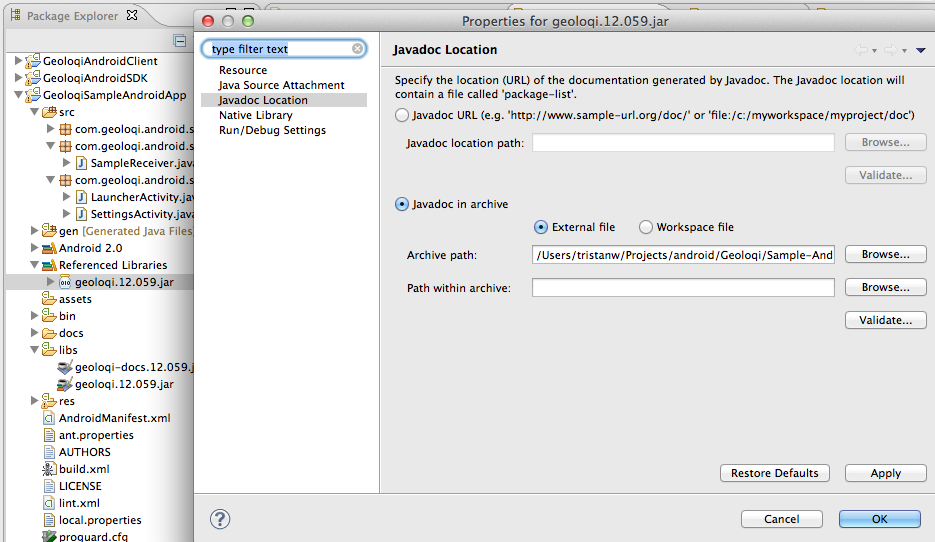 Package Explorer
GeoloqiAndroidClient
GeoloqiAndroidSDK
GeoloqiSampleAndroidApp
src
com.geoloqi.android.s
com.geoloqi.android.s
SampleReceiver.java
com.geoloqi.android.s
LauncherActivity.jav
SettingsActivity.java
gen [Generated Java Files
Android 2.0
Referenced Libraries
geoloqi.12.059.jar
assets
bin
docs
libs
geoloqi-docs.12.059.j
geoloqi.12.059.jar
res
AndroidManifest.xml
ant.properties
AUTHORS
build.xml
LICENSE
lint.xml
local.properties
proguard.cfg
Properties for geoloqi.12.059.jar
type filter text
Resource
Java Source Attachment
Javadoc Location
Native Library
Run/Debug Settings
Javadoc Location
Specify the location (URL) of the documentation generated by Javadoc. The Javadoc location will
contain a file called 'package-list'.
Javadoc URL (e.g. 'http://www.sample-url.org/doc/' or 'file:/c:/myworkspace/myproject/doc')
Javadoc location path: Browse...
Validate...
Javadoc in archive
External file Workspace file
Archive path: /Users/tristanw/Projects/android/Geoloqi/Sample-And Browse...
Path within archive: Browse...
Validate...
Restore Defaults Apply
? Cancel OK